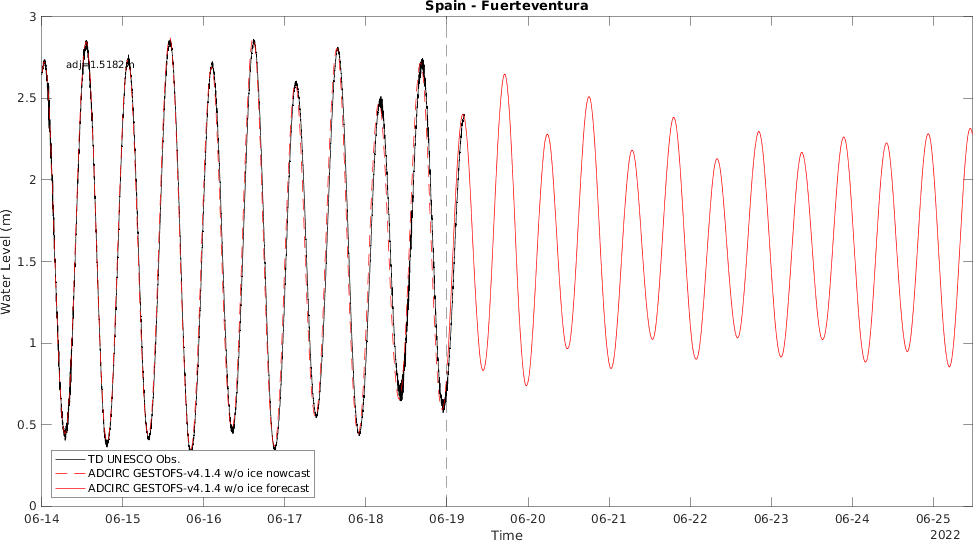 Spain - Fuerteventura
3
adj=1.5182 m
2.5
2
1.5
1
0.5
0
Water Level (m)
TD UNESCO Obs.
ADCIRC GESTOFS-v4.1.4 w/o ice nowcast
ADCIRC GESTOFS-v4.1.4 w/o ice forecast
06-14 06-15 06-16 06-17 06-18 06-19 06-20 06-21 06-22 06-23 06-24 06-25
Time
2022